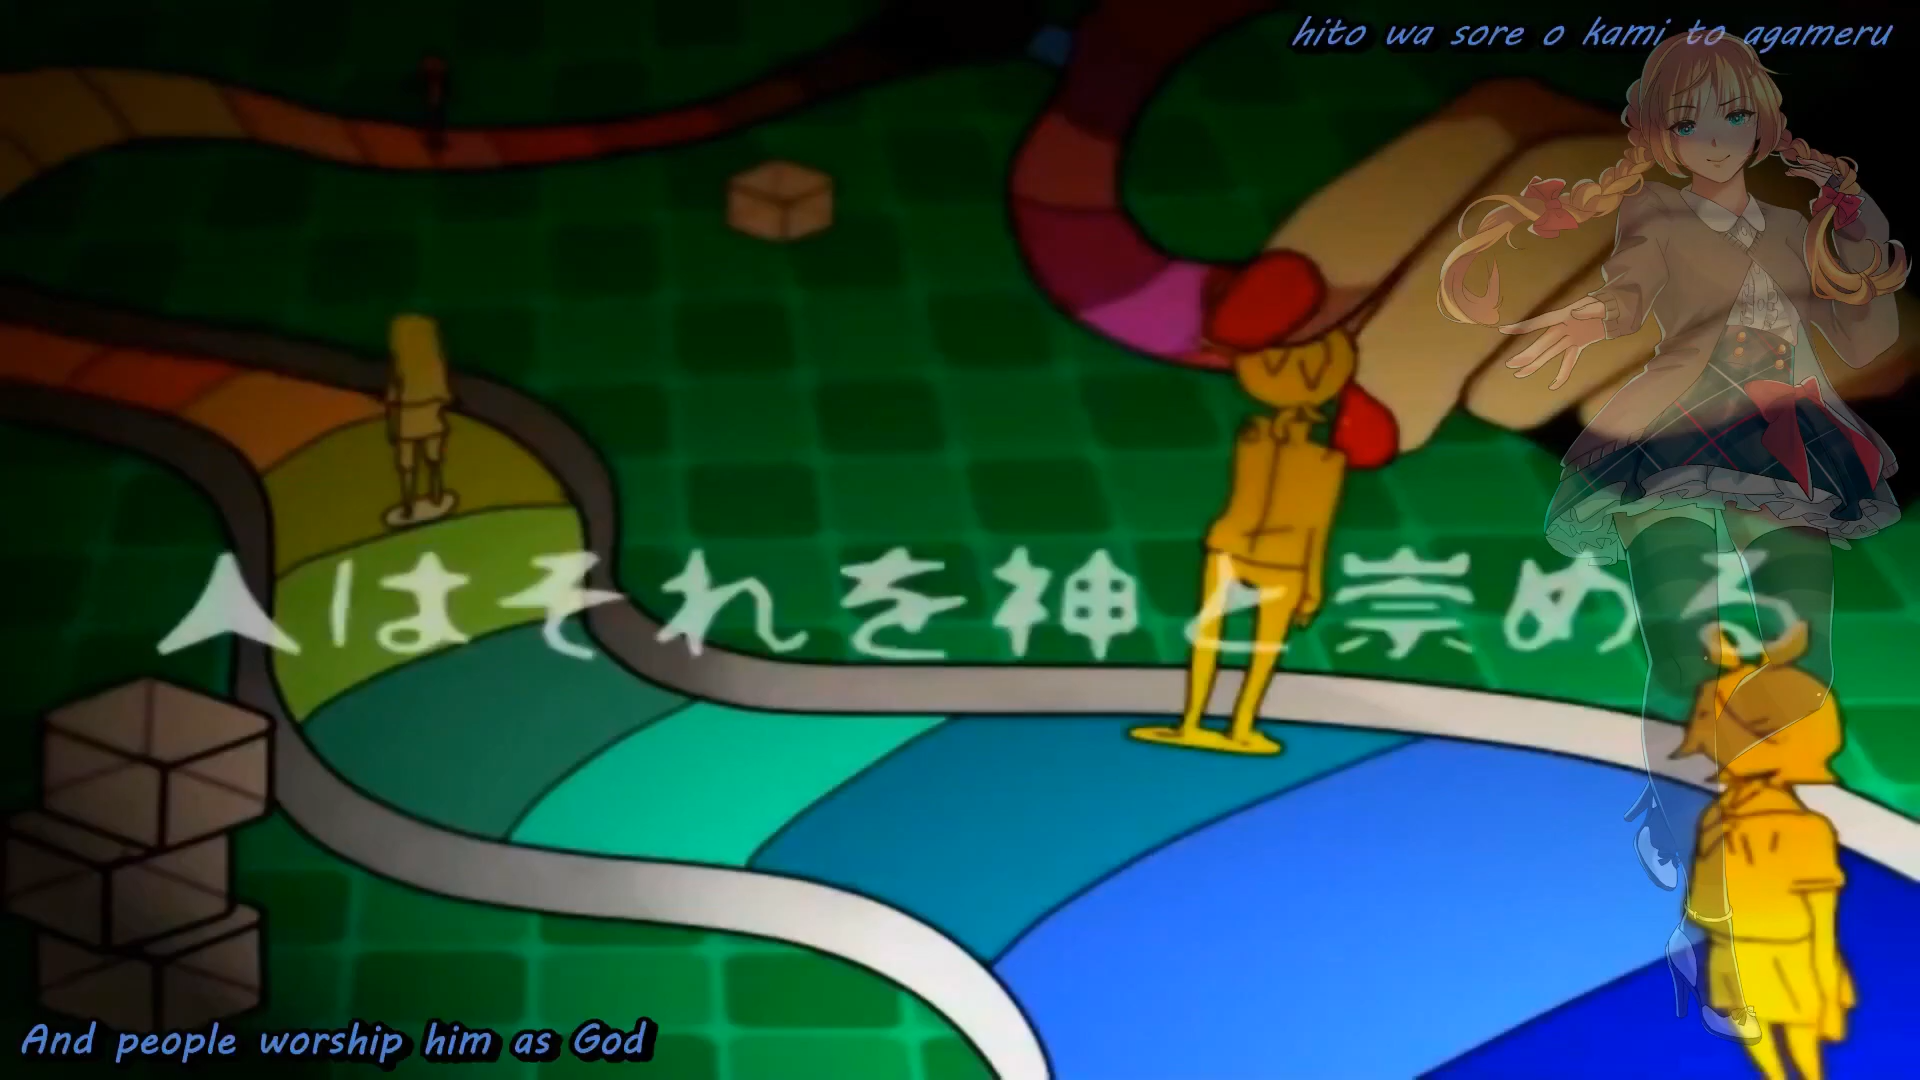 hito wa sore o kami to agameru
人はそれを神と崇める
And people worship him as God